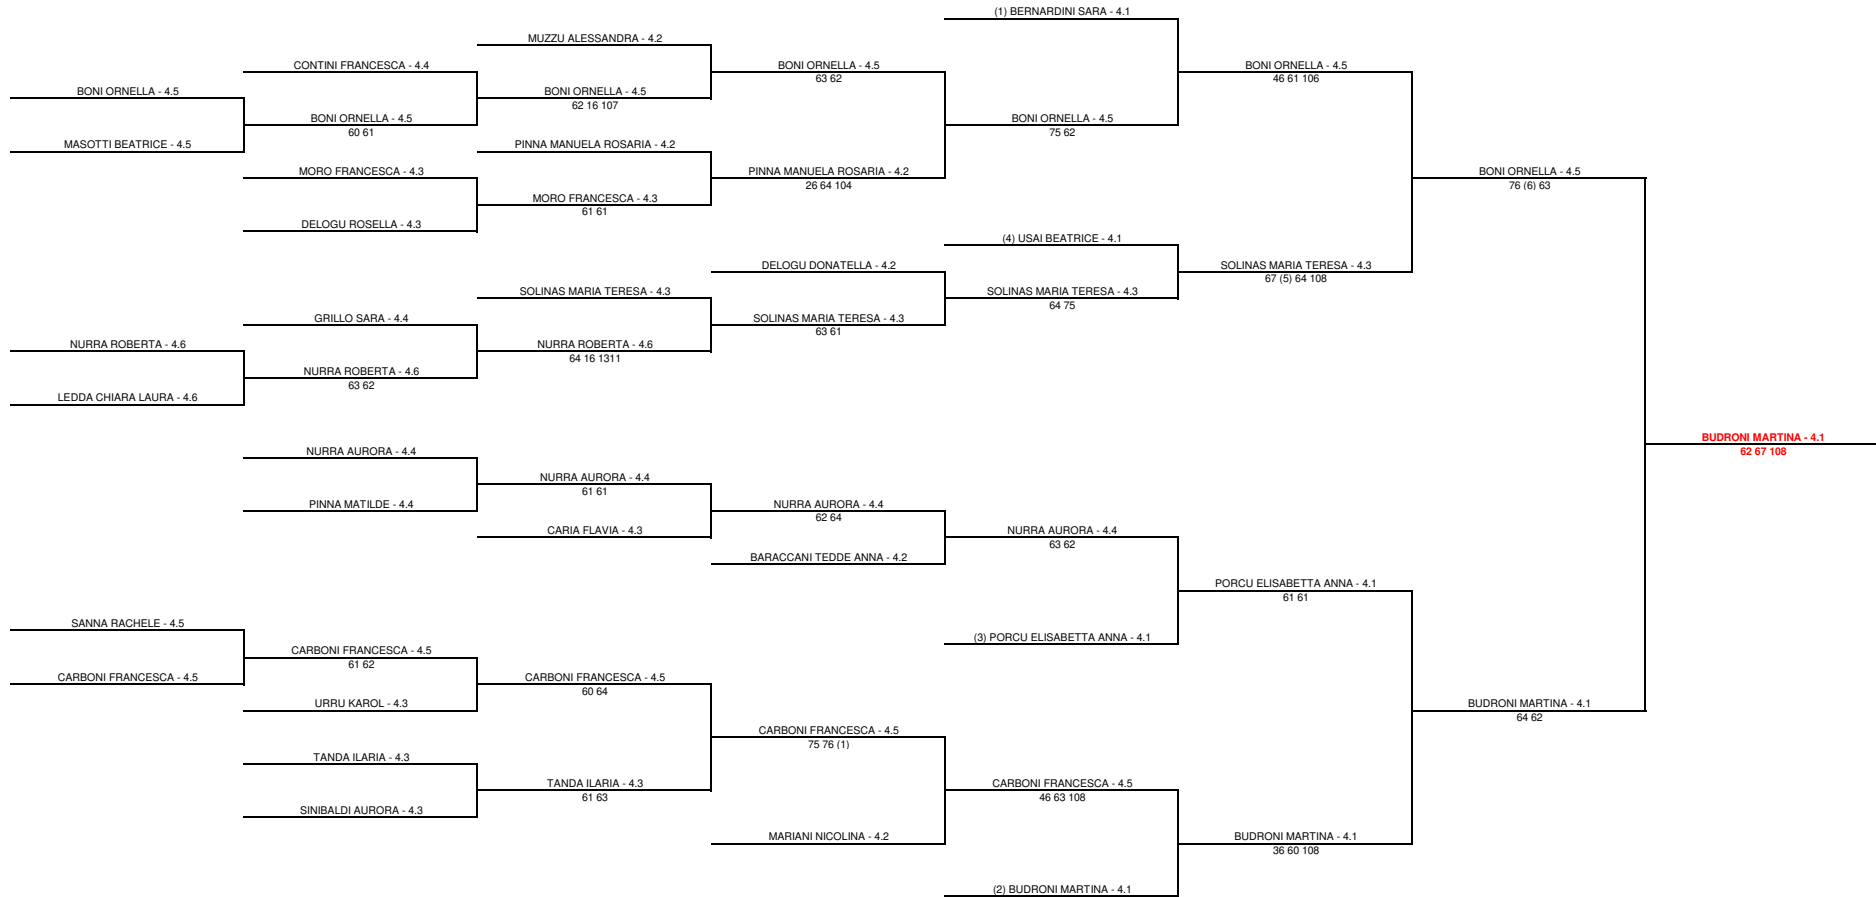 (1) BERNARDINI SARA - 4.1
MUZZU ALESSANDRA - 4.2
CONTINI FRANCESCA - 4.4
BONI ORNELLA - 4.5
63 62
BONI ORNELLA - 4.5
46 61 106
BONI ORNELLA - 4.5
BONI ORNELLA - 4.5
62 16 107
BONI ORNELLA - 4.5
60 61
BONI ORNELLA - 4.5
75 62
MASOTTI BEATRICE - 4.5
PINNA MANUELA ROSARIA - 4.2
MORO FRANCESCA - 4.3
PINNA MANUELA ROSARIA - 4.2
26 64 104
BONI ORNELLA - 4.5
76 (6) 63
MORO FRANCESCA - 4.3
61 61
DELOGU ROSELLA - 4.3
(4) USAI BEATRICE - 4.1
DELOGU DONATELLA - 4.2
SOLINAS MARIA TERESA - 4.3
67 (5) 64 108
SOLINAS MARIA TERESA - 4.3
SOLINAS MARIA TERESA - 4.3
64 75
GRILLO SARA - 4.4
SOLINAS MARIA TERESA - 4.3
63 61
NURRA ROBERTA - 4.6
NURRA ROBERTA - 4.6
64 16 1311
NURRA ROBERTA - 4.6
63 62
LEDDA CHIARA LAURA - 4.6
BUDRONI MARTINA - 4.1
62 67 108
NURRA AURORA - 4.4
NURRA AURORA - 4.4
61 61
PINNA MATILDE - 4.4
NURRA AURORA - 4.4
62 64
CARIA FLAVIA - 4.3
NURRA AURORA - 4.4
63 62
BARACCANI TEDDE ANNA - 4.2
PORCU ELISABETTA ANNA - 4.1
61 61
SANNA RACHELE - 4.5
(3) PORCU ELISABETTA ANNA - 4.1
CARBONI FRANCESCA - 4.5
61 62
CARBONI FRANCESCA - 4.5
CARBONI FRANCESCA - 4.5
60 64
URRU KAROL - 4.3
BUDRONI MARTINA - 4.1
64 62
CARBONI FRANCESCA - 4.5
75 76 (1)
TANDA ILARIA - 4.3
TANDA ILARIA - 4.3
61 63
CARBONI FRANCESCA - 4.5
46 63 108
SINIBALDI AURORA - 4.3
MARIANI NICOLINA - 4.2
BUDRONI MARTINA - 4.1
36 60 108
(2) BUDRONI MARTINA - 4.1